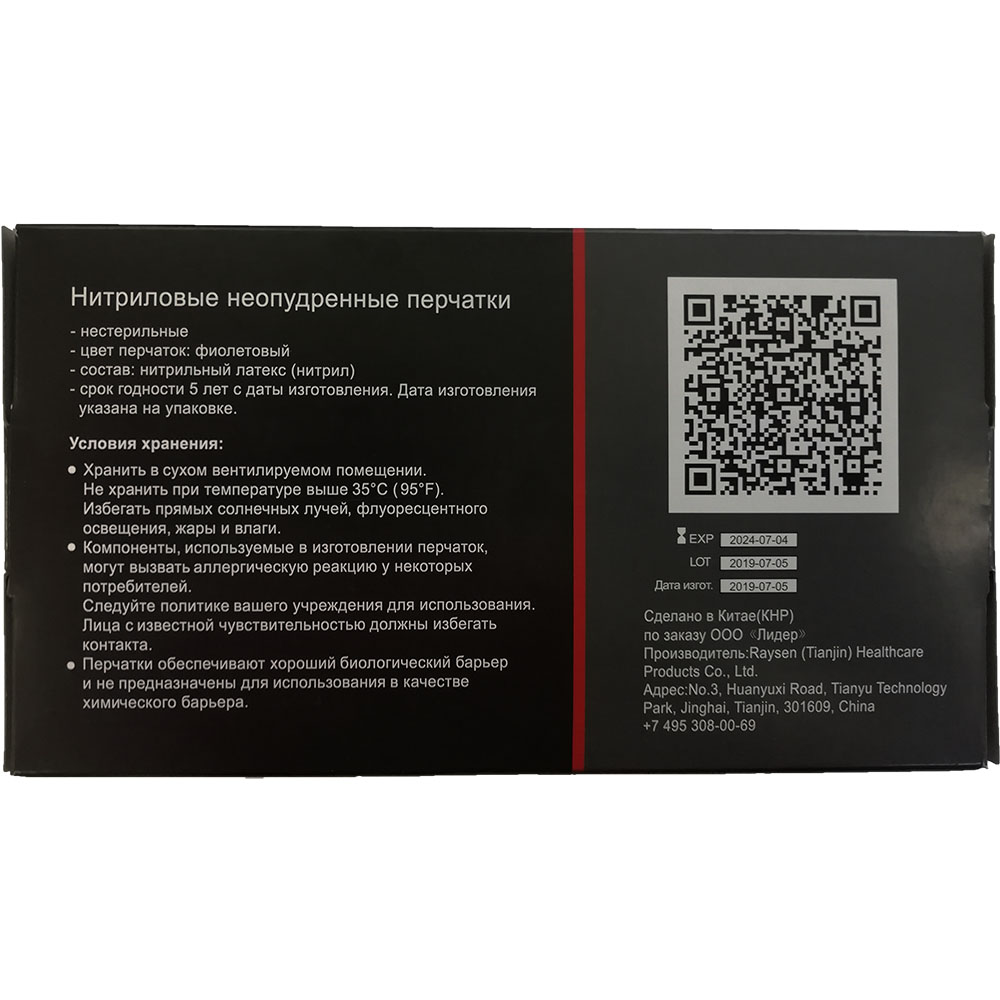 Нитриловые неопудренные перчатки
- нестерильные
- цвет перчаток: фиолетовый
- состав: нитрильный латекс (нитрил)
- срок годности 5 лет с даты изготовления. Дата изготовления
указана на упаковке.
Условия хранения:
• Хранить в сухом вентилируемом помещении.
Не хранить при температуре выше 35°C (95°F).
Избегать прямых солнечных лучей, флуоресцентного
освещения, жары и влаги.
• Компоненты, используемые в изготовлении перчаток,
могут вызвать аллергическую реакцию у некоторых
потребителей.
Следуйте политике вашего учреждения для использования.
Лица с известной чувствительностью должны избегать
контакта.
• Перчатки обеспечивают хороший биологический барьер
и не предназначены для использования в качестве
химического барьера.
EXP 2024-07-04
LOT 2019-07-05
Дата изгот. 2019-07-05
Сделано в Китае(КНР)
по заказу ООО《Лидер》
Производитель:Raysen (Tianjin) Healthcare
Products Co., Ltd.
Адрес:No.3, Huanyuxi Road, Tianyu Technology
Park, Jinghai, Tianjin, 301609, China
+7 495 308-00-69